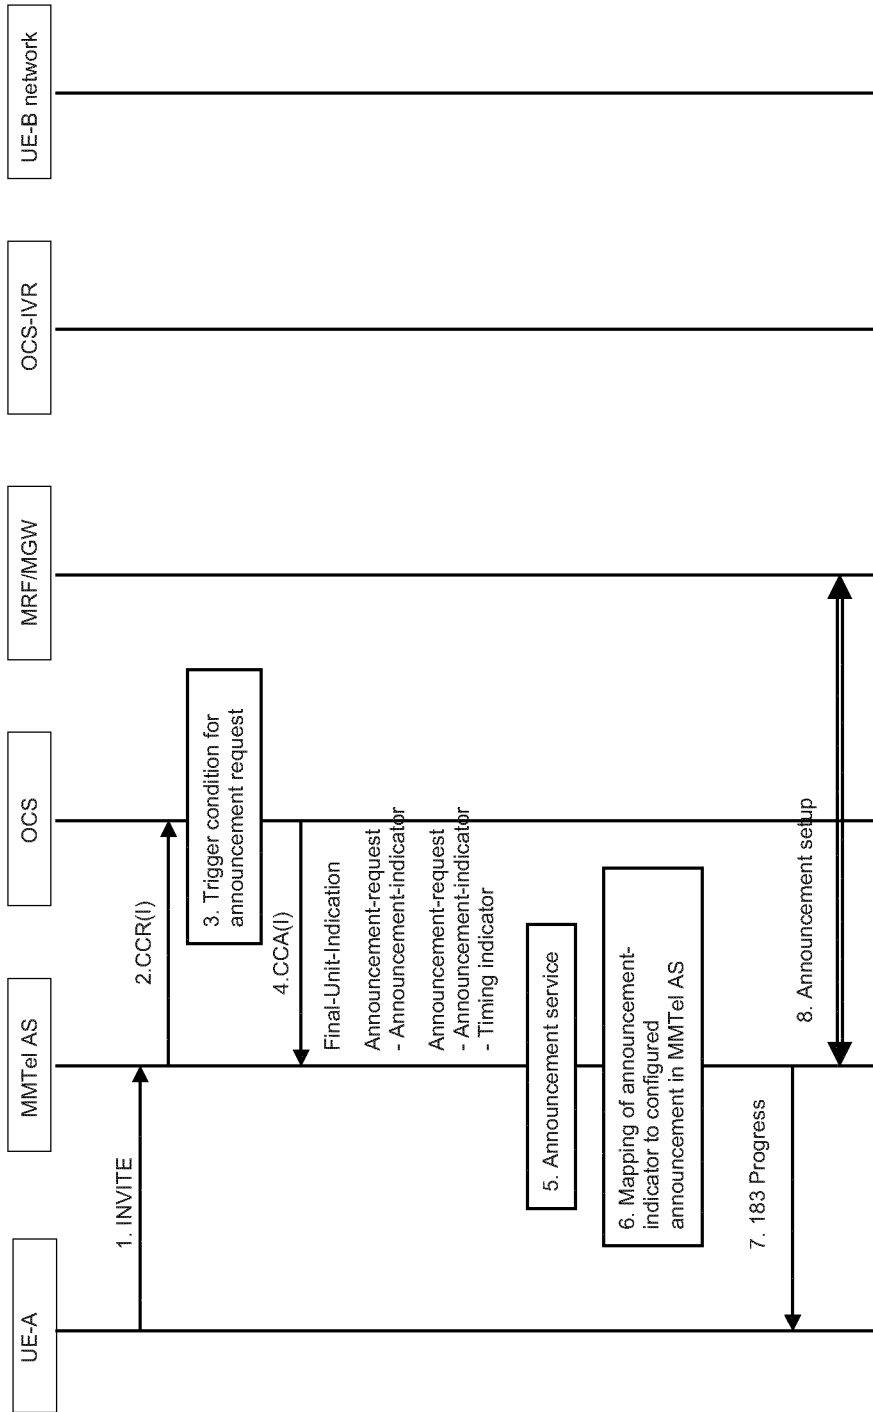 UE-A
MMTel AS
OCS
MRF/MGW
OCS-IVR
UE-B network
1. INVITE
2.CCR(I)
3. Trigger condition for
announcement request
4.CCA(I)
Final-Unit-Indication
Announcement-request
- Announcement-indicator
Announcement-request
- Announcement-indicator
- Timing indicator
5. Announcement service
6. Mapping of announcement-
indicator to configured
announcement in MMTel AS
7. 183 Progress
8. Announcement setup